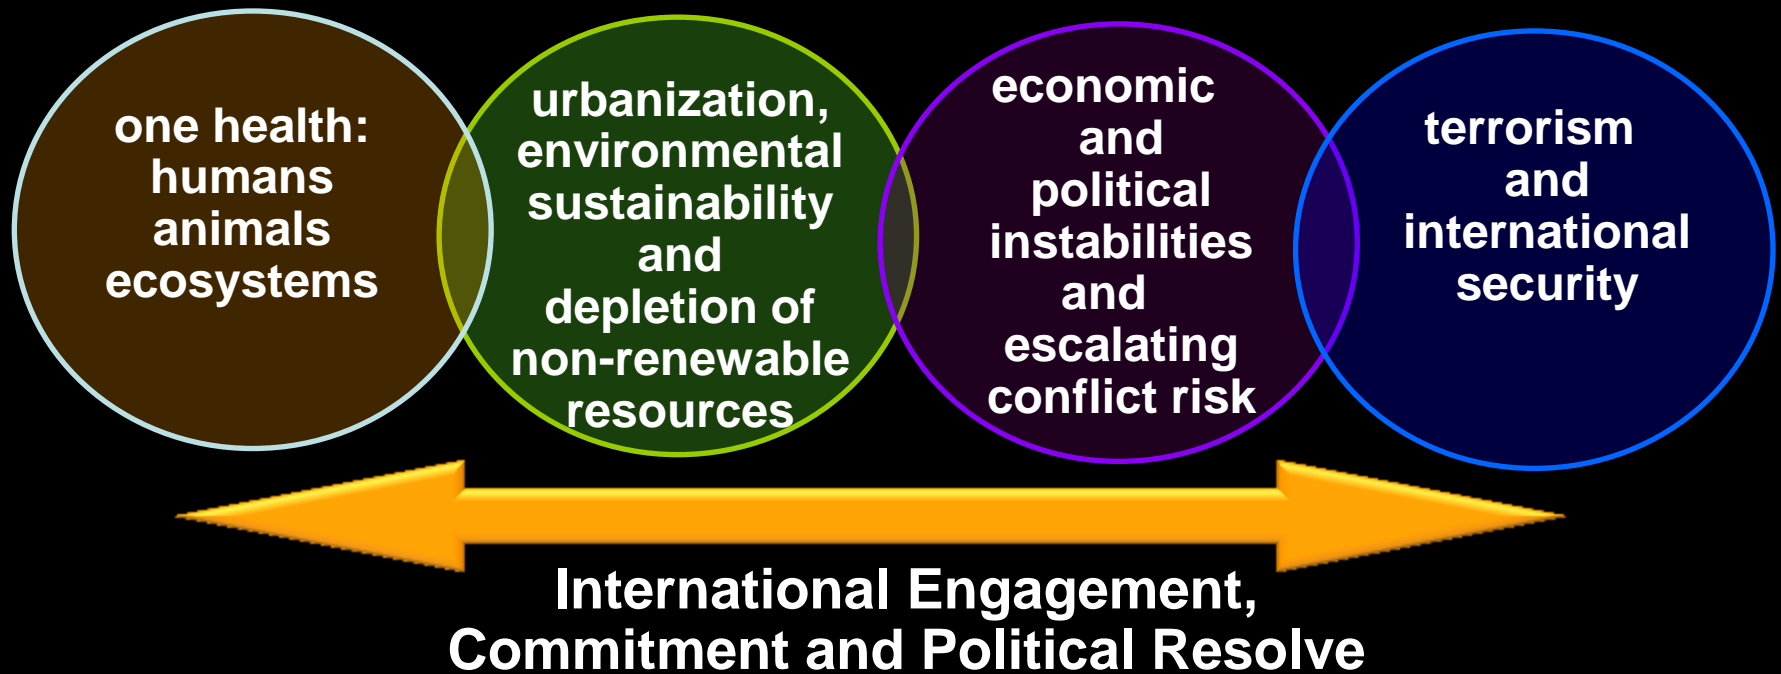 one health:
humans
animals
ecosystems
urbanization,
environmental
sustainability
and
depletion of
non-renewable
resources
economic
and
political
instabilities
and
escalating
conflict risk
terrorism
and
international
security
International Engagement,
Commitment and Political Resolve